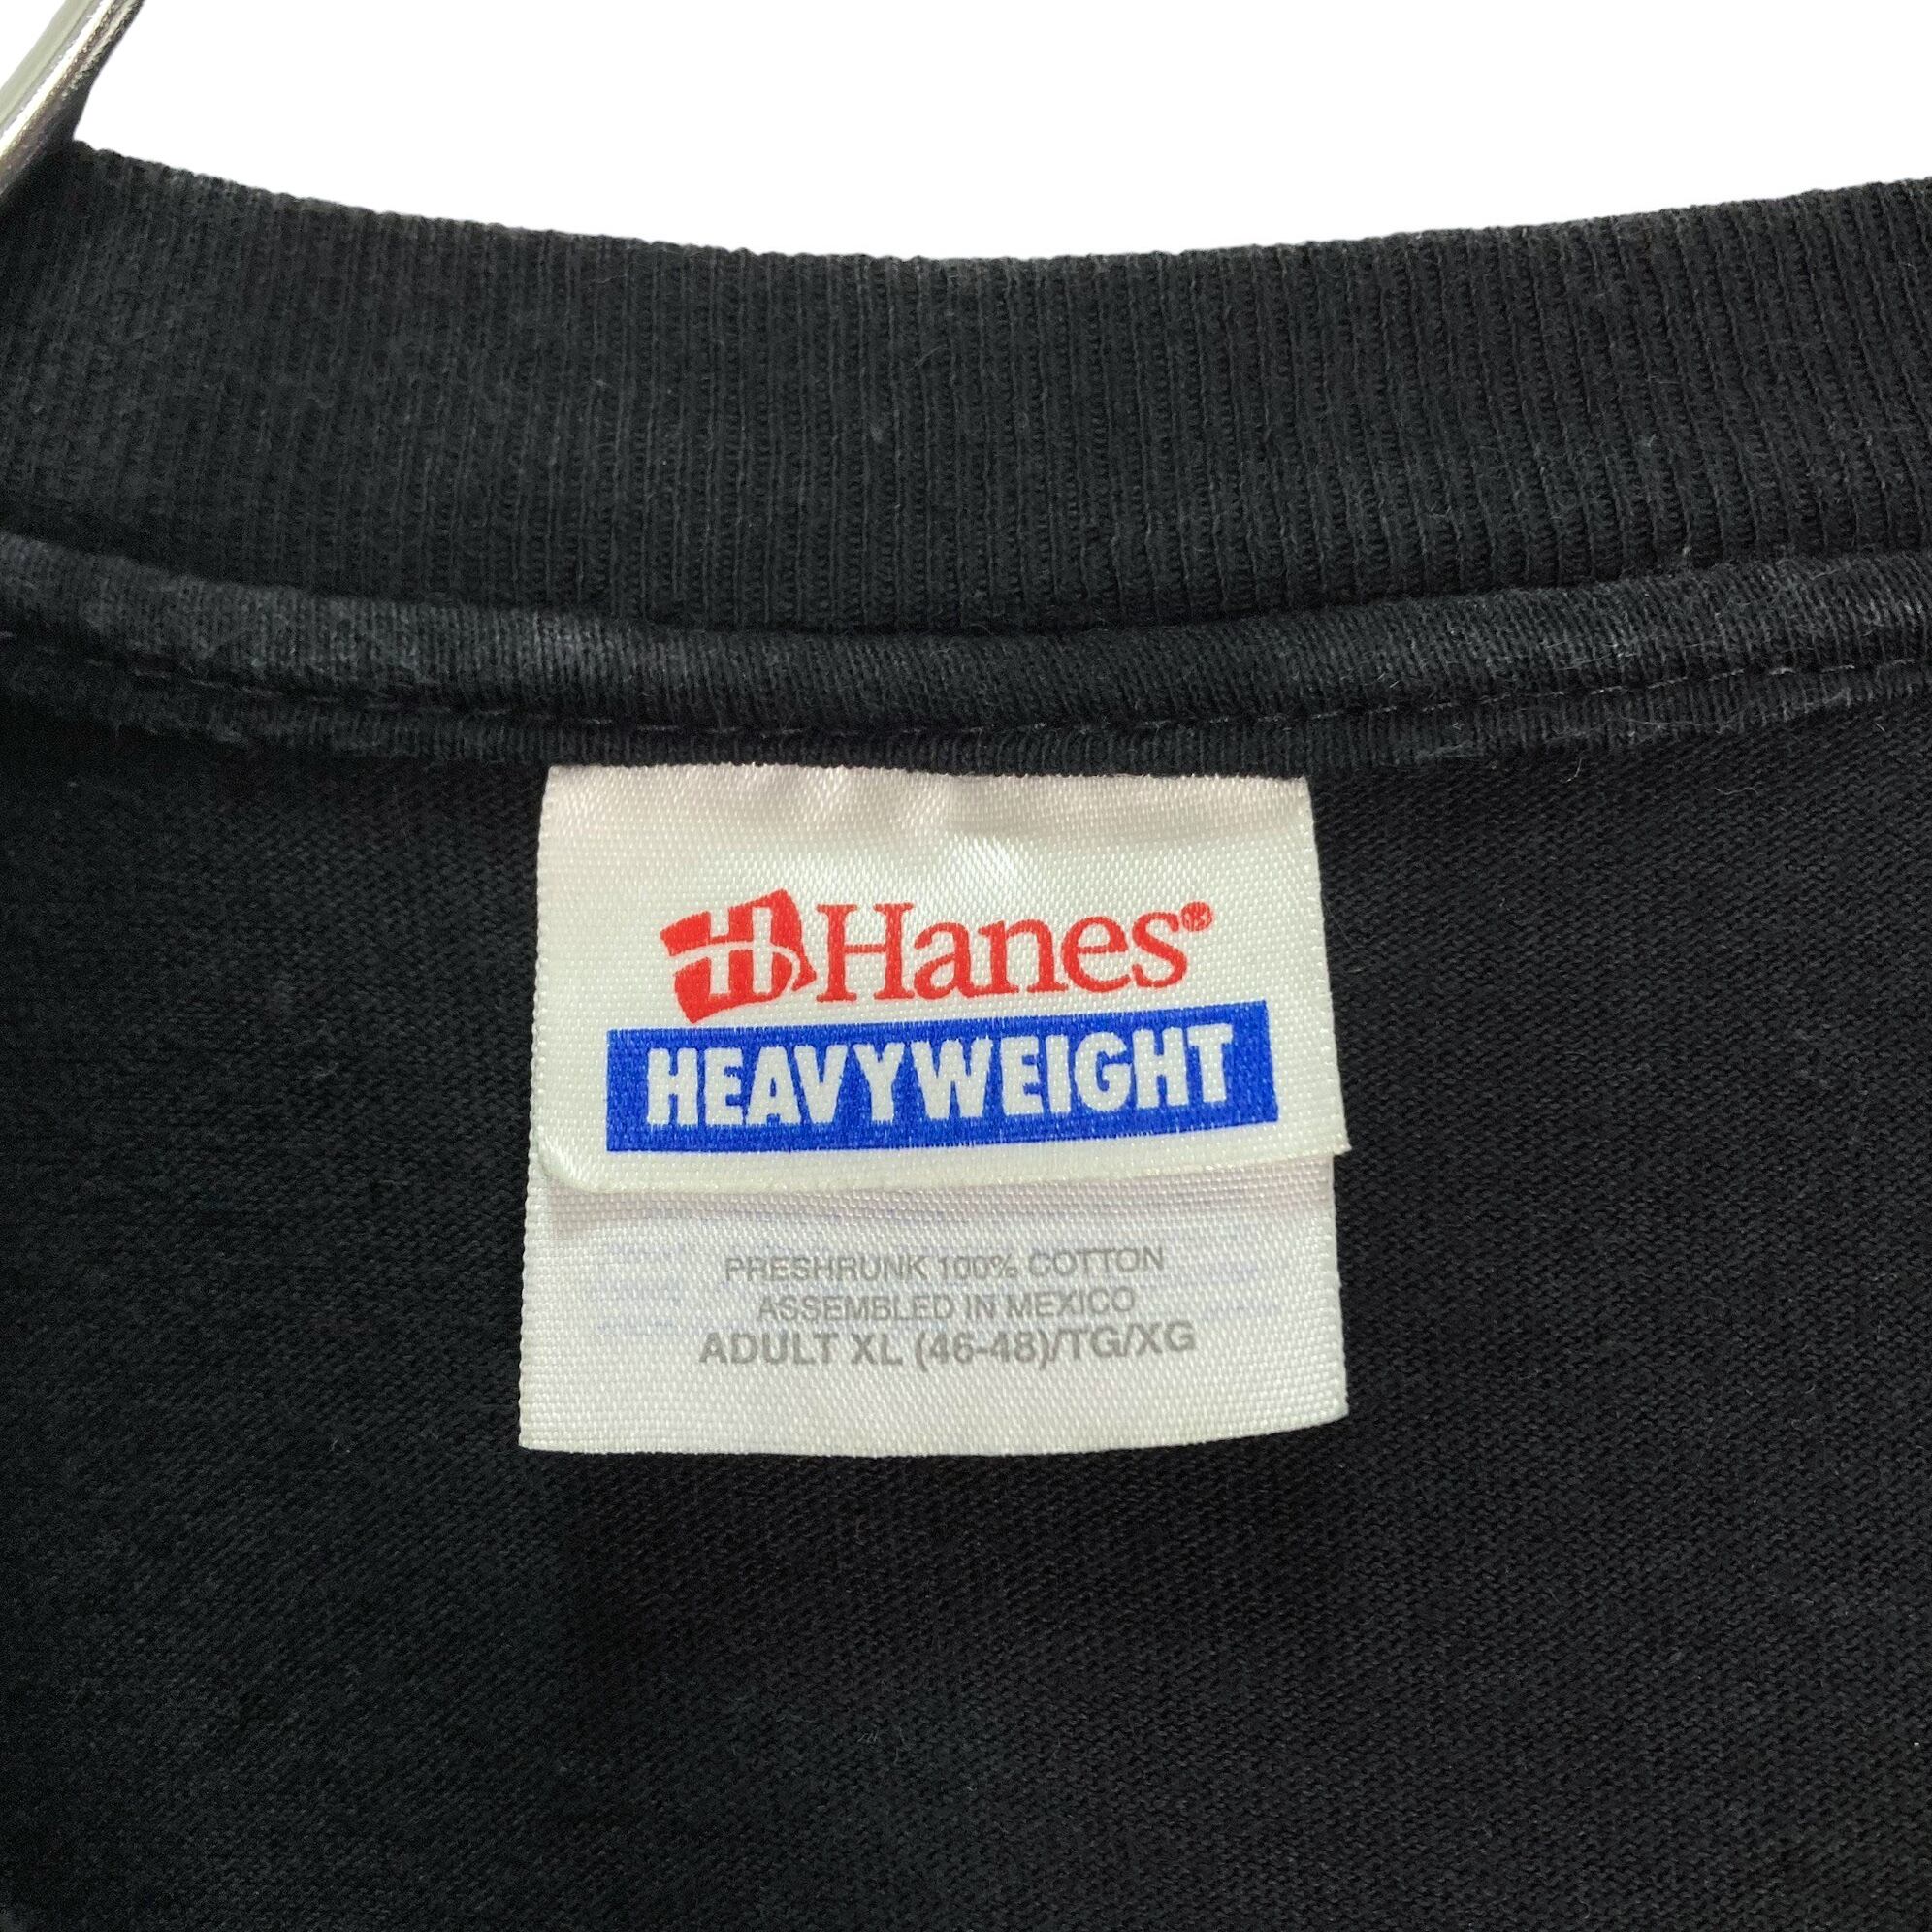 Hanes®
HEAVYWEIGHT
PRESHRUNK 100% COTTON
ASSEMBLED IN MEXICO
ADULT XL (46-48)/TG/XG